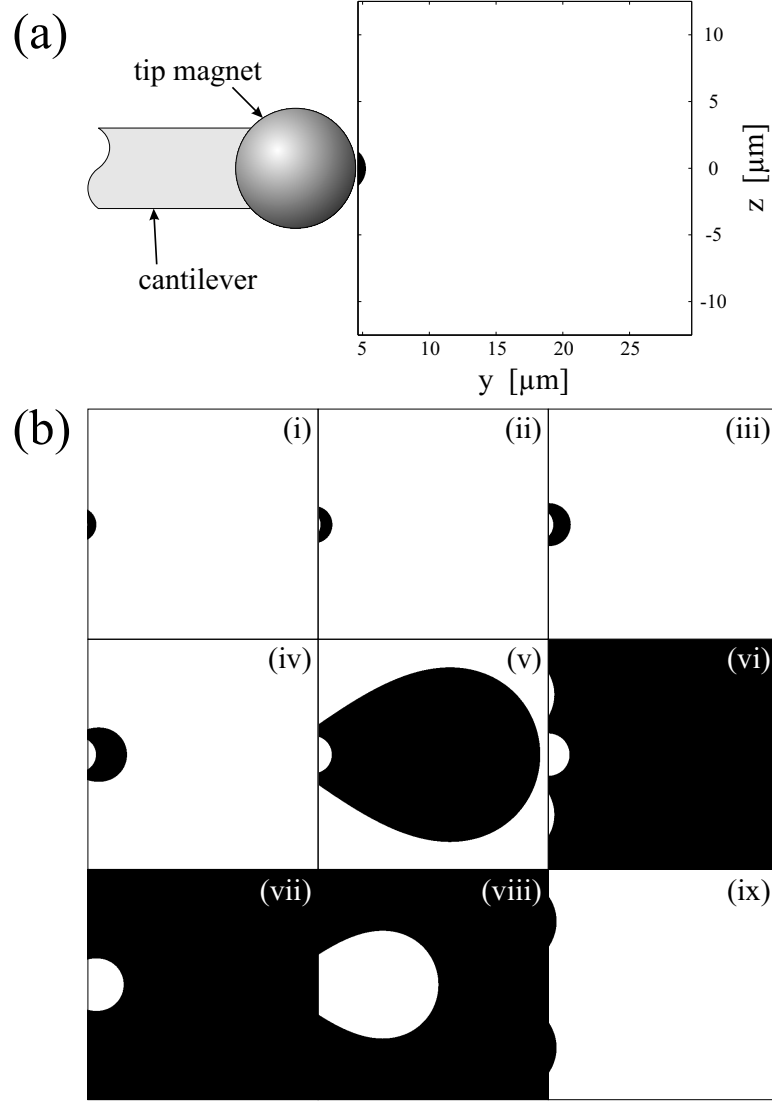 (a)
tip magnet
cantilever
10
5
0
-5
-10
z [µm]
5 10 15 20 25
y [µm]
(b)
(i) (ii) (iii)
(iv) (v) (vi)
(vii) (viii) (ix)